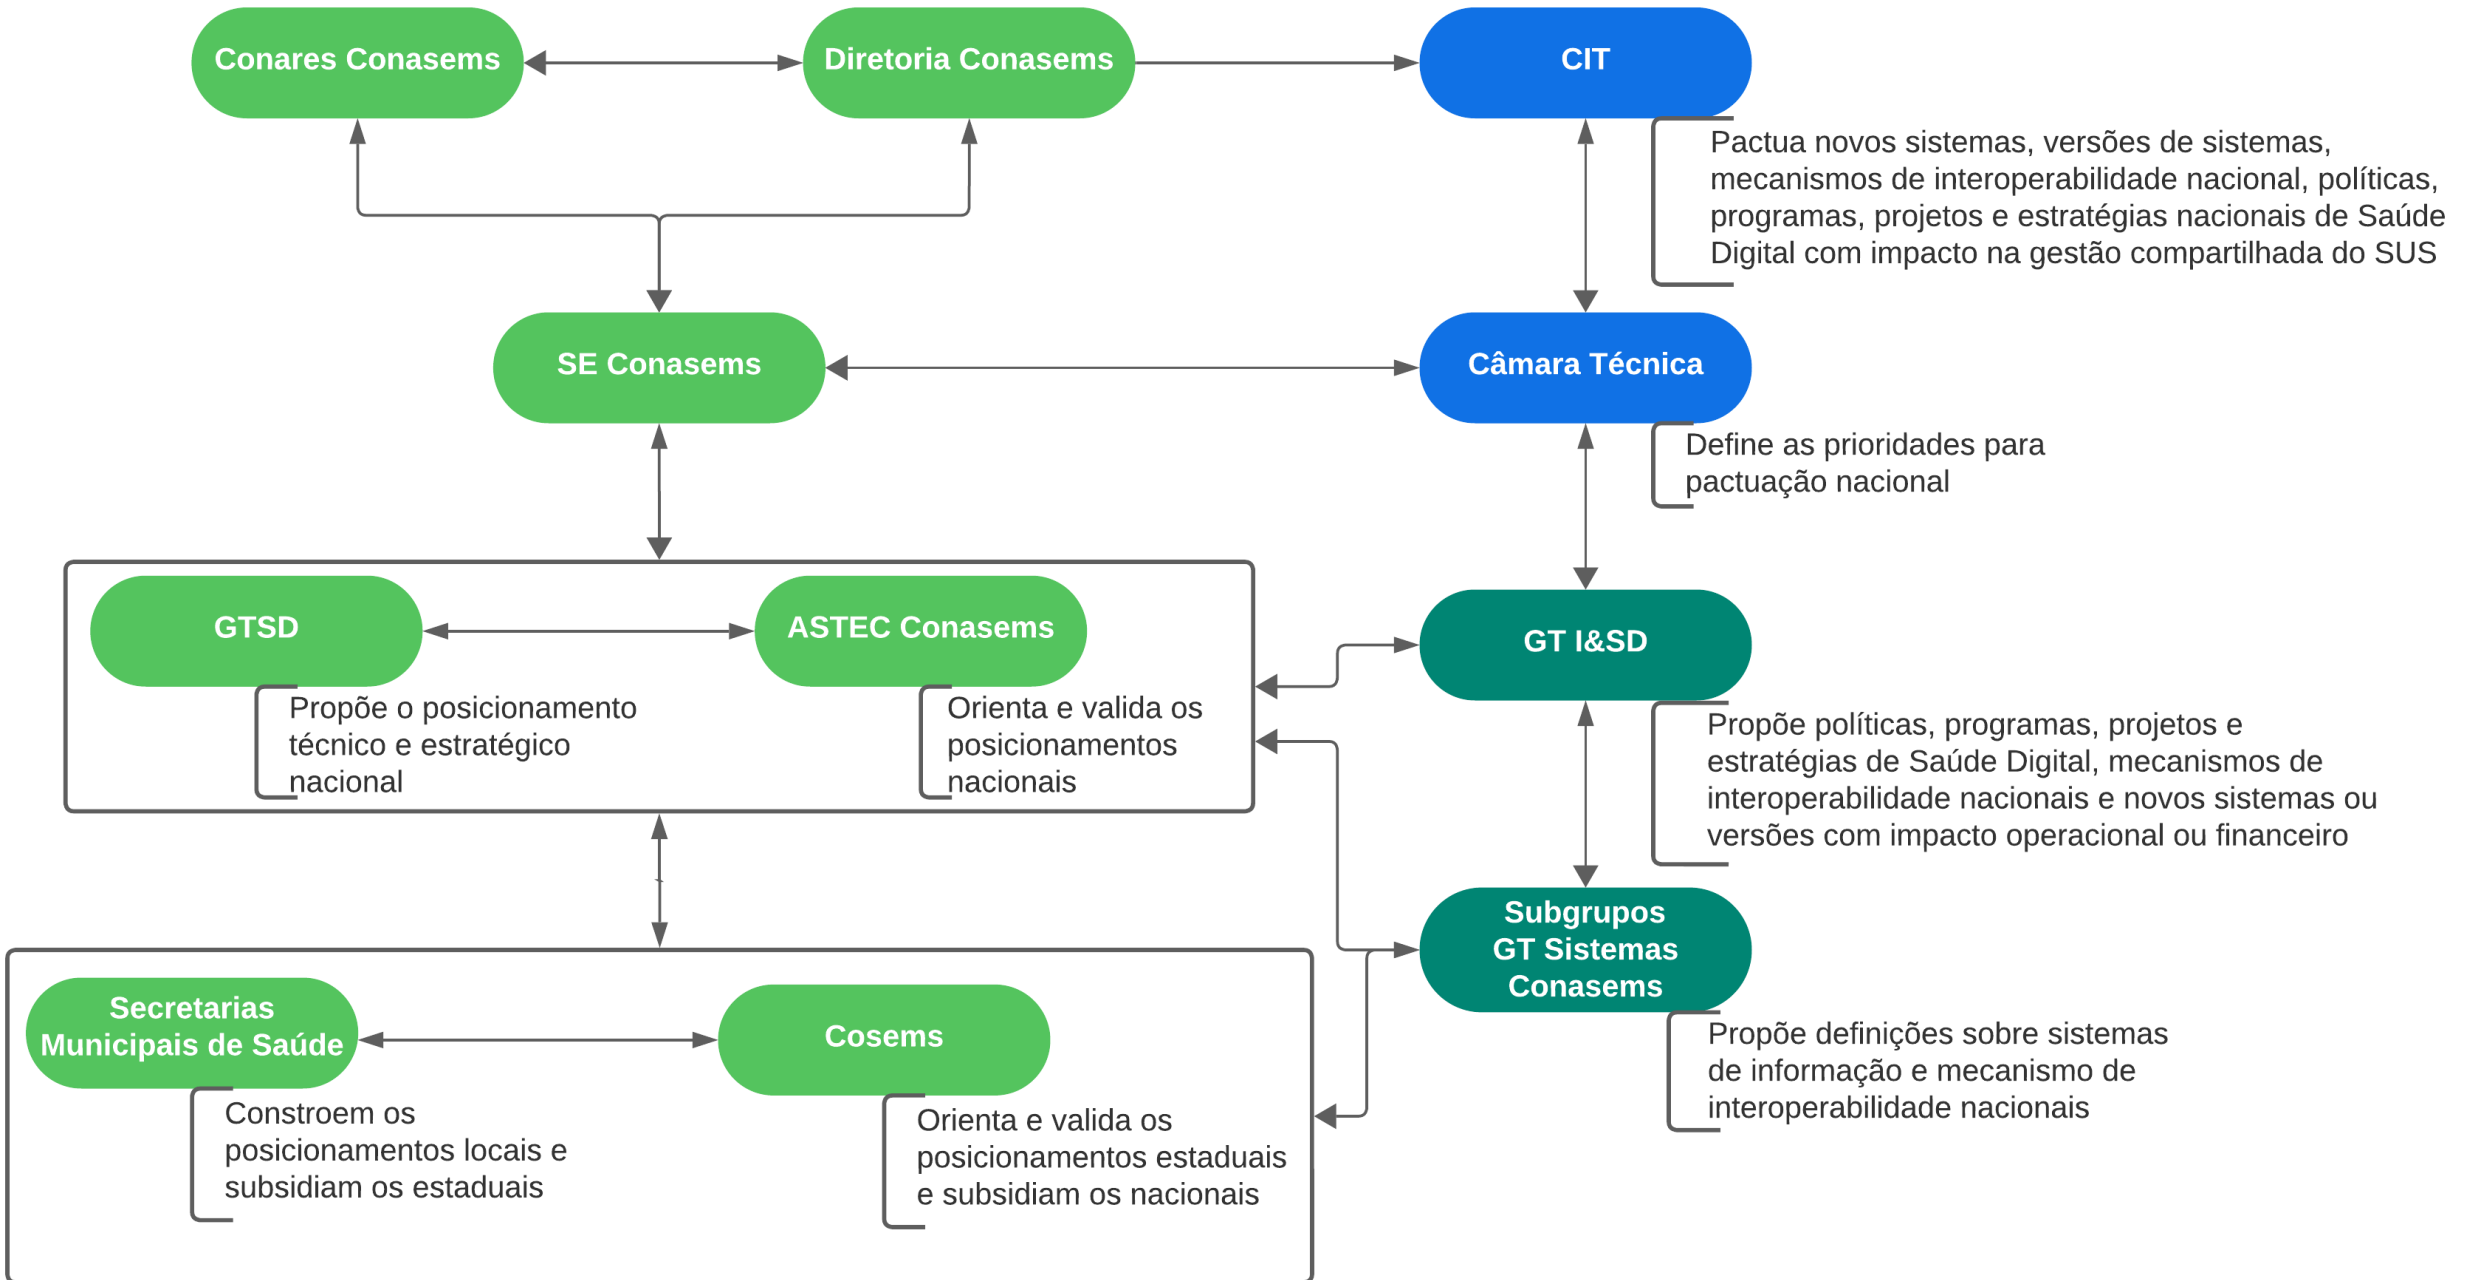 Conares Conasems
Diretoria Conasems
CIT
Pactua novos sistemas, versões de sistemas,
mecanismos de interoperabilidade nacional, políticas,
programas, projetos e estratégias nacionais de Saúde
Digital com impacto na gestão compartilhada do SUS
SE Conasems
Câmara Técnica
Define as prioridades para
pactuação nacional
GTSD
ASTEC Conasems
GT I&SD
Propõe o posicionamento
técnico e estratégico
nacional
Orienta e valida os
posicionamentos
nacionais
Propõe políticas, programas, projetos e
estratégias de Saúde Digital, mecanismos de
interoperabilidade nacionais e novos sistemas ou
versões com impacto operacional ou financeiro
Subgrupos
GT Sistemas
Conasems
Secretarias
Municipais de Saúde
Cosems
Propõe definições sobre sistemas
de informação e mecanismo de
interoperabilidade nacionais
Constroem os
posicionamentos locais e
subsidiam os estaduais
Orienta e valida os
posicionamentos estaduais
e subsidiam os nacionais